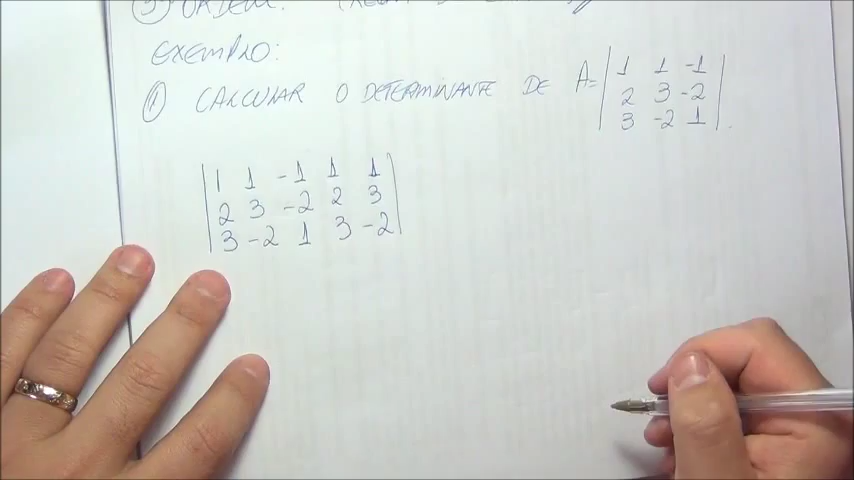 ORDEM:
EXEMPLO:
① CALCULAR O DETERMINANTE DE A= | 1 1 -1 |
| 2 3 -2 |
| 3 -2 1 | .
| 1 1 -1 1 1 |
| 2 3 -2 2 3 |
| 3 -2 1 3 -2 |